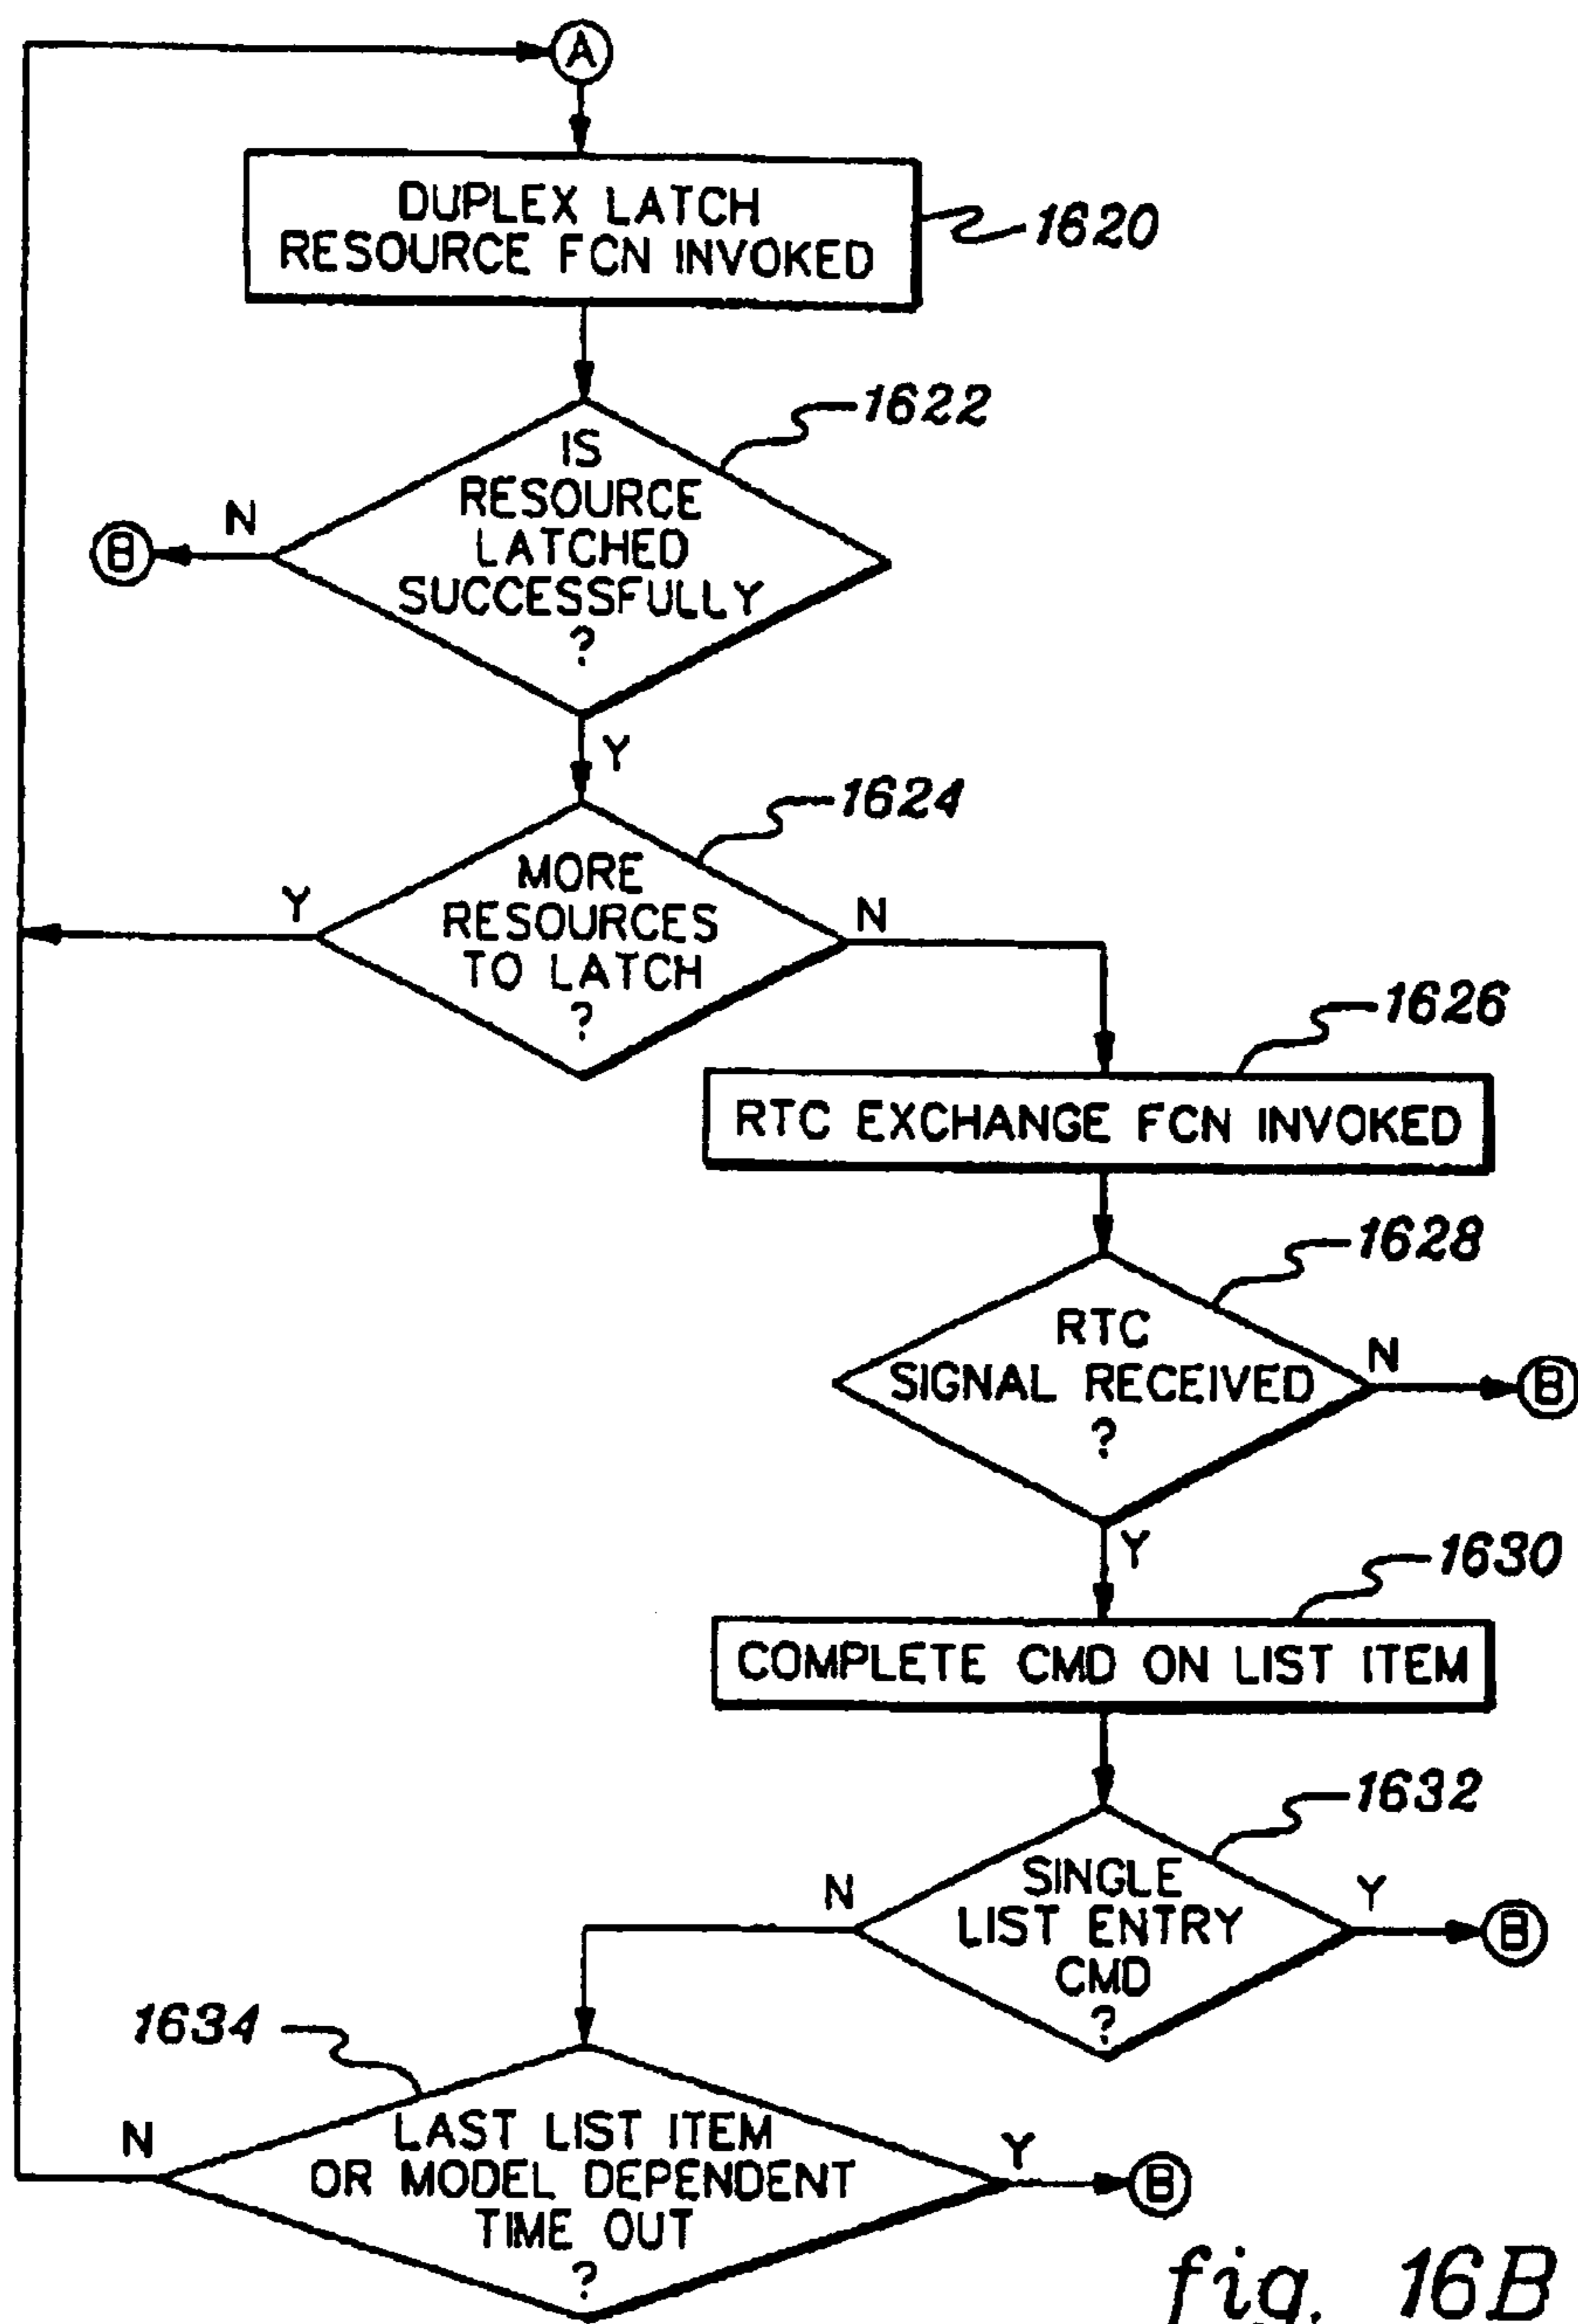 A
DUPLEX LATCH
RESOURCE FCN INVOKED
1620
1622
IS
RESOURCE
LATCHED
SUCCESSFULLY
?
N
B
Y
1624
MORE
RESOURCES
TO LATCH
?
Y
N
1626
RTC EXCHANGE FCN INVOKED
1628
RTC
SIGNAL RECEIVED
?
N
B
Y
1630
COMPLETE CMD ON LIST ITEM
1632
SINGLE
LIST ENTRY
CMD
?
N
Y
B
1634
LAST LIST ITEM
OR MODEL DEPENDENT
TIME OUT
?
N
Y
B
fig. 16B